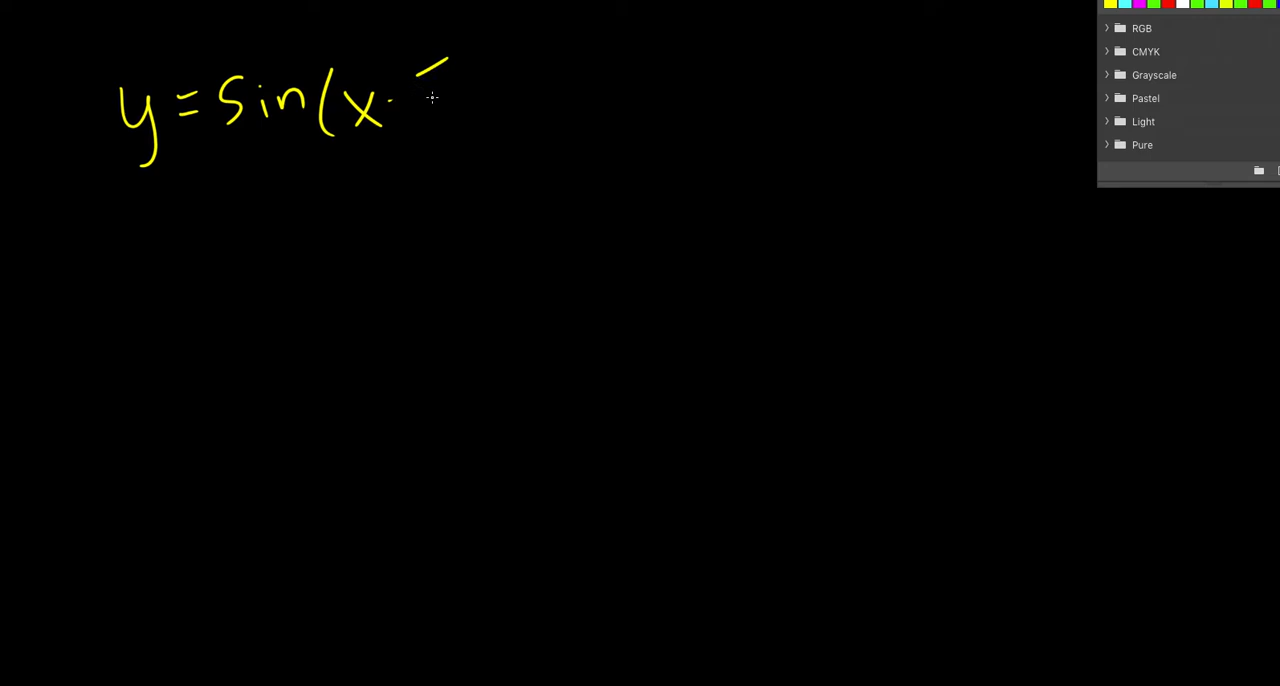 y = sin(x -
RGB
CMYK
Grayscale
Pastel
Light
Pure